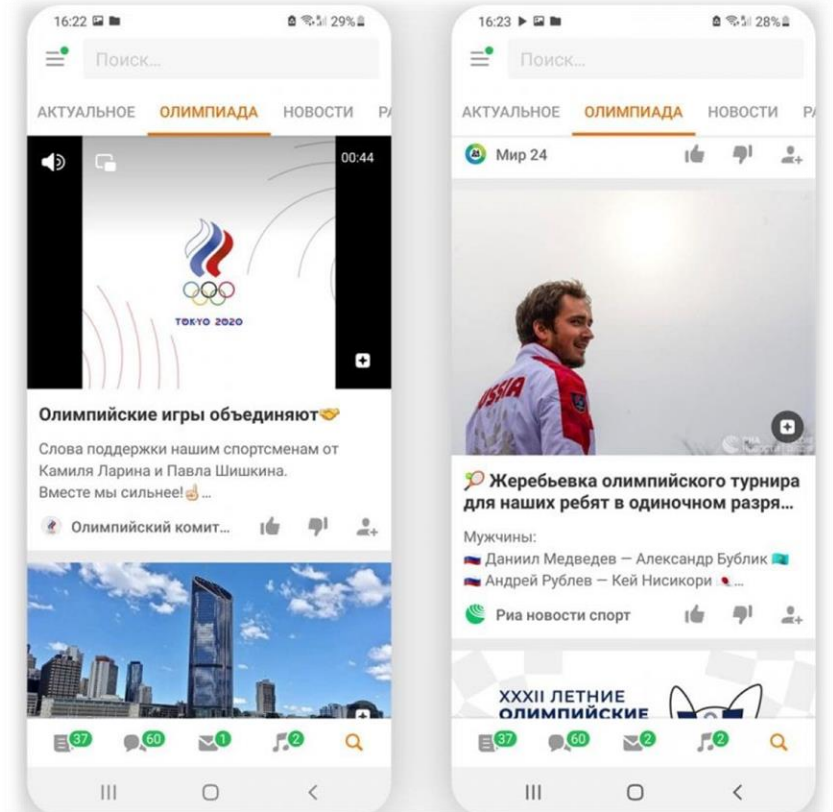 16:22
29%
Поиск...
АКТУАЛЬНОЕ ОЛИМПИАДА НОВОСТИ РА
00:44
TOKYO 2020
Олимпийские игры объединяют🤝
Слова поддержки нашим спортсменам от
Камиля Ларина и Павла Шишкина.
Вместе мы сильнее!☝🏻...
Олимпийский комит...
37 60 1 2
16:23
28%
Поиск...
АКТУАЛЬНОЕ ОЛИМПИАДА НОВОСТИ РА
Мир 24
RUSSIA
🎾 Жеребьевка олимпийского турнира
для наших ребят в одиночном разря...
Мужчины:
🇷🇺 Даниил Медведев — Александр Бублик 🇰🇿
🇷🇺 Андрей Рублев — Кей Нисикори 🇯🇵 ...
Риа новости спорт
XXXII ЛЕТНИЕ
ОЛИМПИЙСКИЕ
37 60 2 2